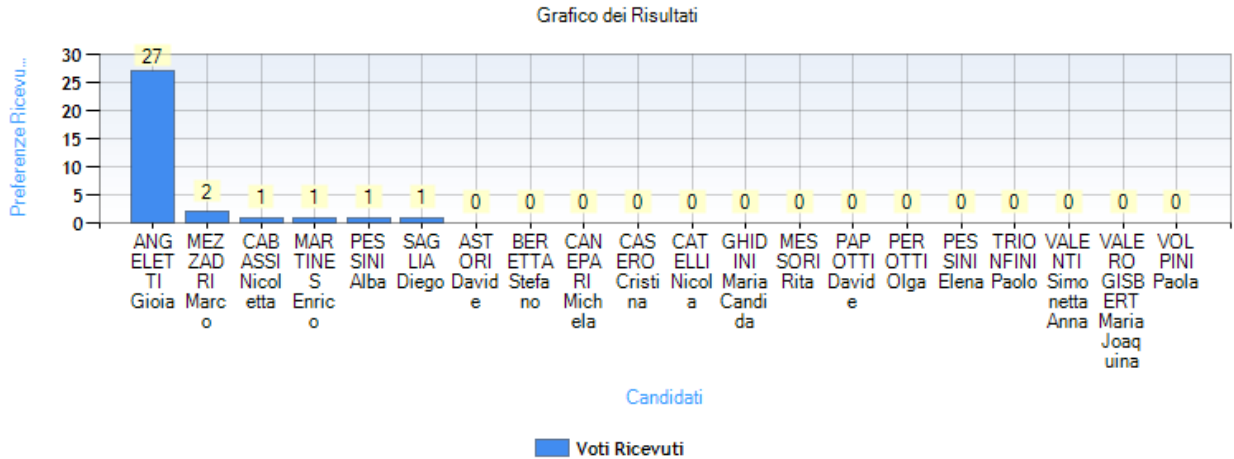 Grafico dei Risultati
Preferenze Ricevu...
30
25
20
15
10
5
0
27
2
1
1
1
1
0
0
0
0
0
0
0
0
0
0
0
0
0
0
ANG
ELET
TI
Gioia
MEZ
ZAD
RI
Marc
o
CAB
ASSI
Nicol
etta
MAR
TINE
S
Enric
o
PES
SINI
Alba
SAG
LIA
Diego
AST
ORI
David
e
BER
ETTA
Stefa
no
CAN
EPA
RI
Mich
ela
CAS
ERO
Cristi
na
CAT
ELLI
Nicol
a
GHID
INI
Maria
Candi
da
MES
SORI
Rita
PAP
OTTI
David
e
PER
OTTI
Olga
PES
SINI
Elena
TRIO
NFINI
Paolo
VALE
NTI
Simo
netta
Anna
VALE
RO
GISB
ERT
Maria
Joaq
uina
VOL
PINI
Paola
Candidati
Voti Ricevuti